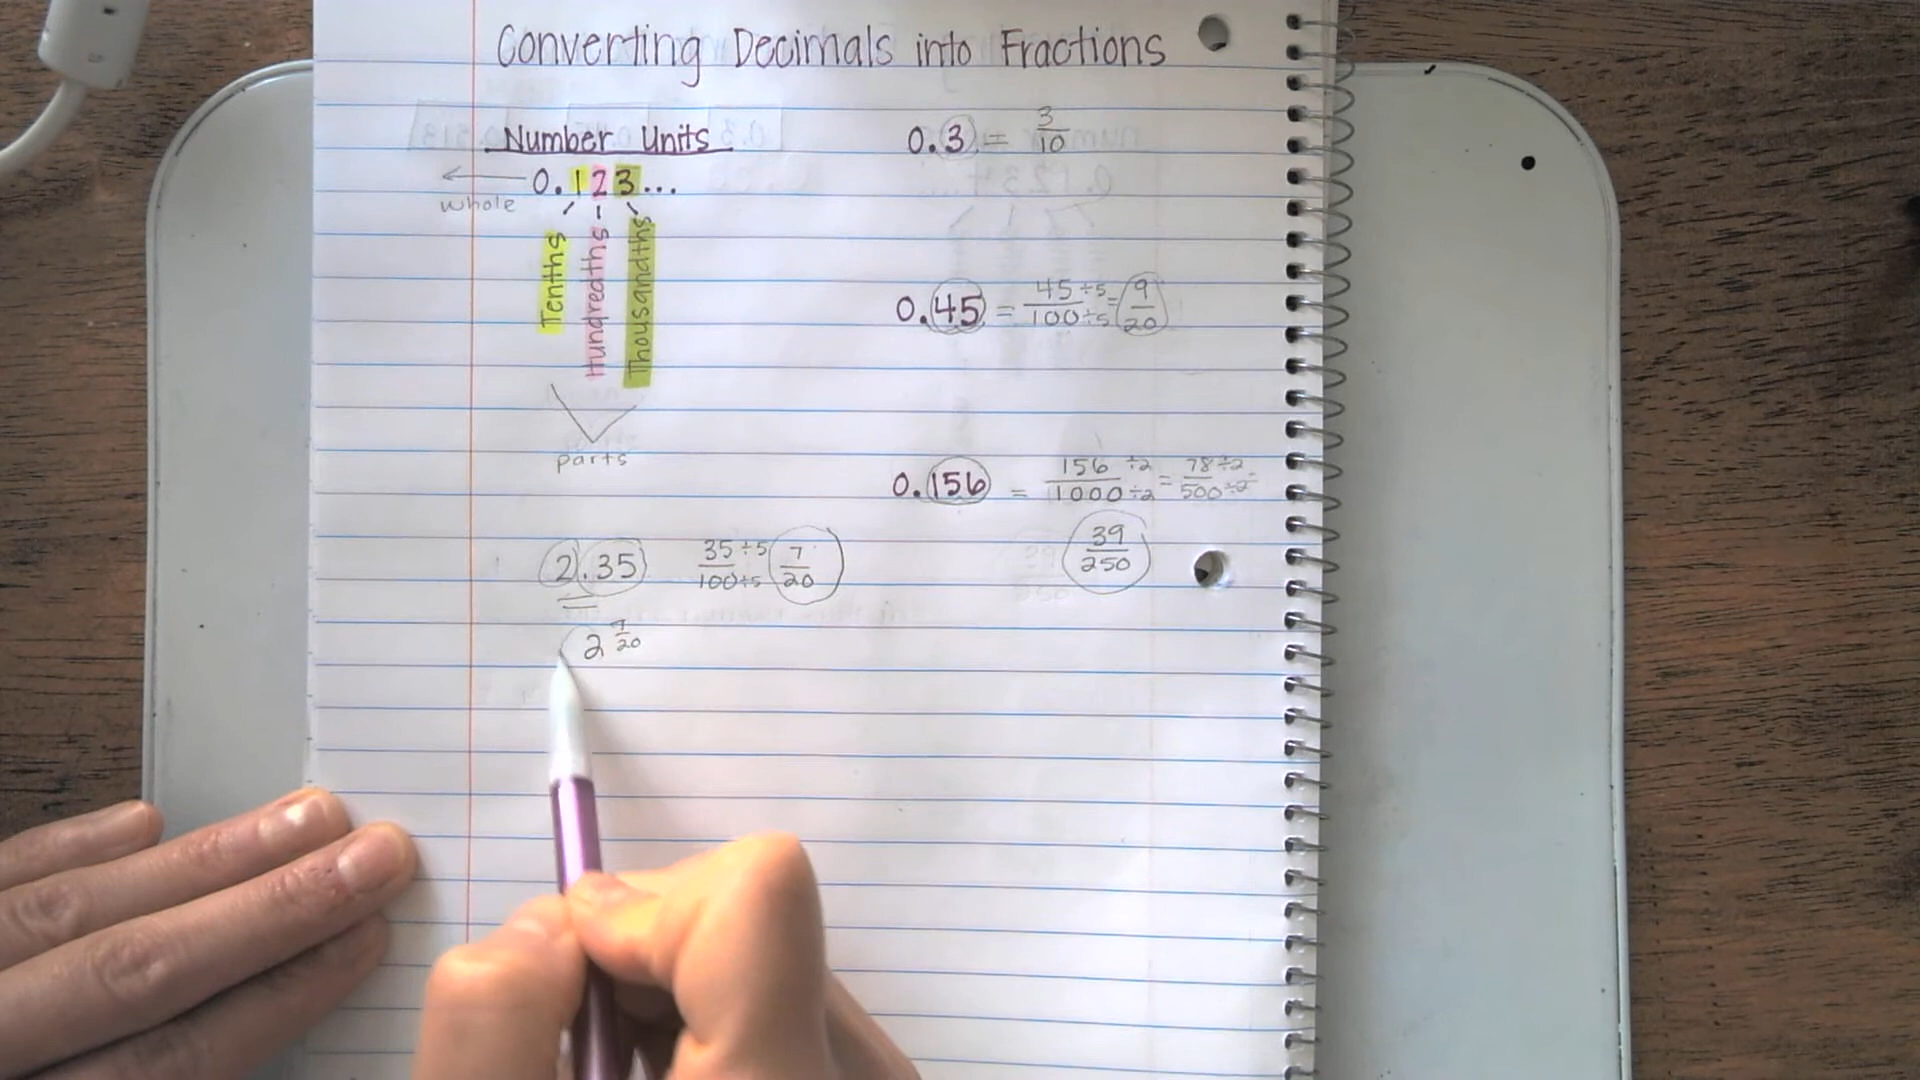 Converting Decimals into Fractions
Number Units
0.123...
whole
Tenths
Hundredths
Thousandths
parts
0.3 = 3/10
0.45 = 45÷5/100÷5 = 9/20
0.156 = 156÷2/1000÷2 = 78÷2/500÷2
39/250
2.35 35÷5/100÷5 7/20
2 7/20